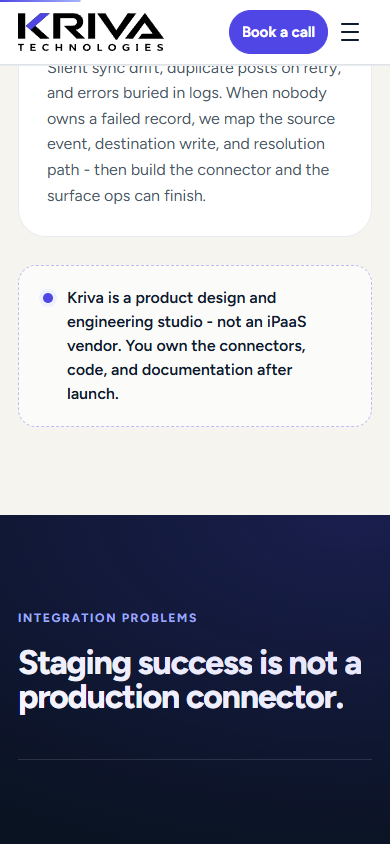 KRIVA
TECHNOLOGIES
Book a call
Silent sync drift, duplicate posts on retry,
and errors buried in logs. When nobody
owns a failed record, we map the source
event, destination write, and resolution
path - then build the connector and the
surface ops can finish.
Kriva is a product design and
engineering studio - not an iPaaS
vendor. You own the connectors,
code, and documentation after
launch.
INTEGRATION PROBLEMS
Staging success is not a
production connector.